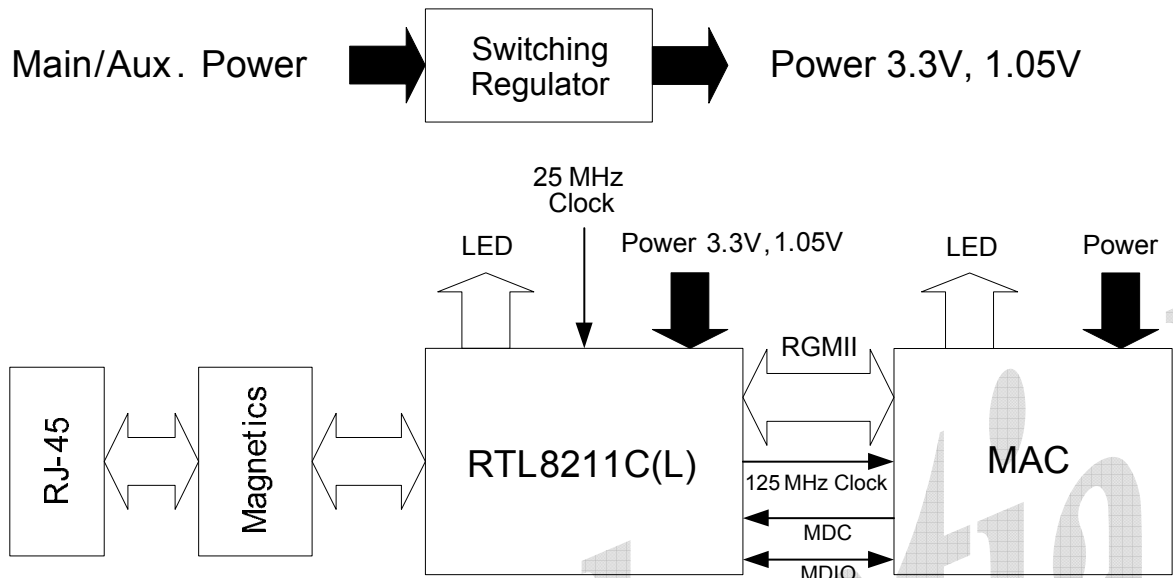 Main/Aux. Power
Switching
Regulator
Power 3.3V, 1.05V
25 MHz
Clock
LED
Power 3.3V, 1.05V
LED
Power
RGMII
RJ-45
Magnetics
RTL8211C(L)
MAC
125 MHz Clock
MDC
MDIO